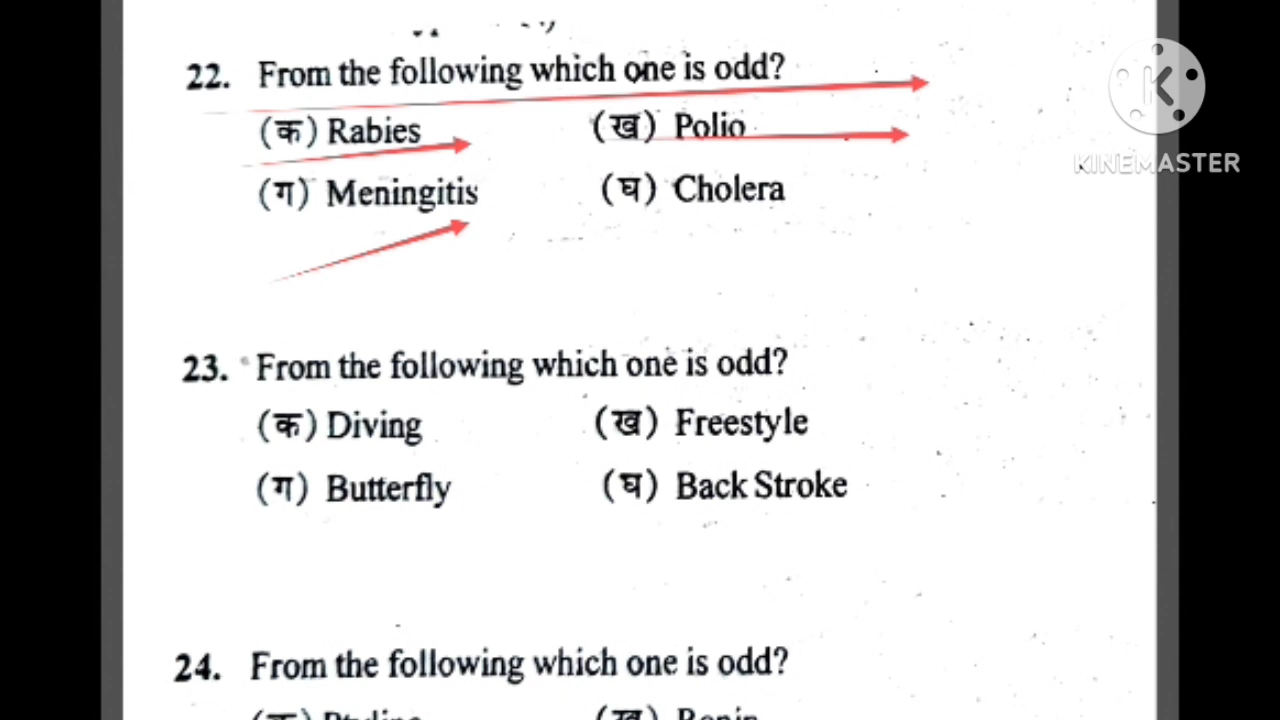 22. From the following which one is odd?
(क) Rabies (ख) Polio
(ग) Meningitis (घ) Cholera
KINEMASTER
23. From the following which one is odd?
(क) Diving (ख) Freestyle
(ग) Butterfly (घ) Back Stroke
24. From the following which one is odd?